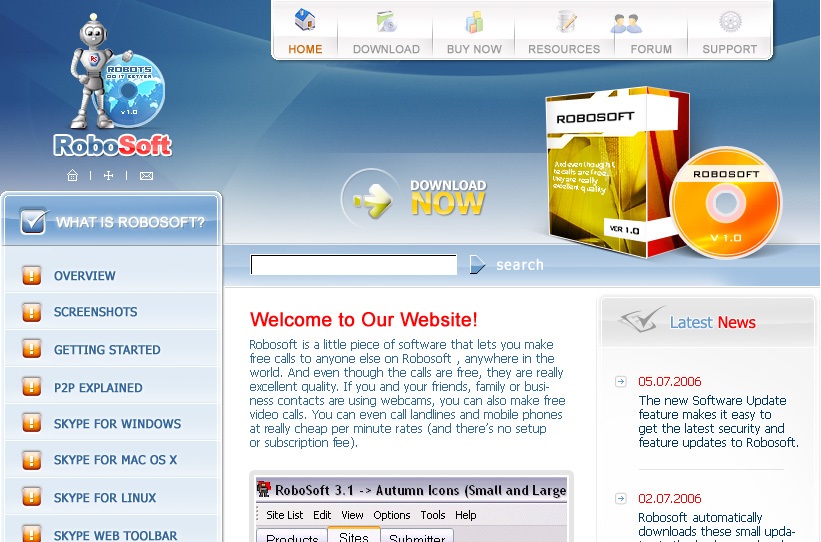 HOME
DOWNLOAD
BUY NOW
RESOURCES
FORUM
SUPPORT
RS
ROBOTS
DO IT BETTER
v 1.0
RoboSoft
DOWNLOAD
NOW
ROBOSOFT
And even though t
he calls are free..
they are really
excellent quality
VER 1.0
ROBOSOFT
V 1.0
WHAT IS ROBOSOFT?
OVERVIEW
SCREENSHOTS
GETTING STARTED
P2P EXPLAINED
SKYPE FOR WINDOWS
SKYPE FOR MAC OS X
SKYPE FOR LINUX
SKYPE WEB TOOLBAR
search
Welcome to Our Website!
Robosoft is a little piece of software that lets you make
free calls to anyone else on Robosoft , anywhere in the
world. And even though the calls are free, they are really
excellent quality. If you and your friends, family or busi-
ness contacts are using webcams, you can also make free
video calls. You can even call landlines and mobile phones
at really cheap per minute rates (and there's no setup
or subscription fee).
RoboSoft 3.1 -> Autumn Icons (Small and Large
Site List Edit View Options Tools Help
Products Sites Submitter
Latest News
05.07.2006
The new Software Update
feature makes it easy to
get the latest security and
feature updates to Robosoft.
02.07.2006
Robosoft automatically
downloads these small upda-